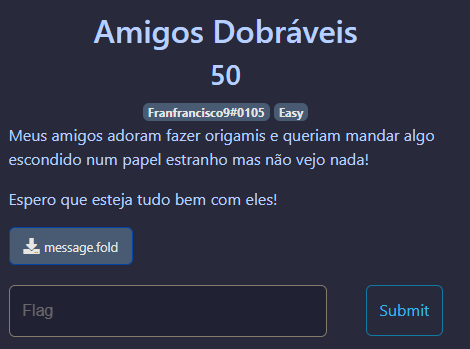 Amigos Dobráveis
50
Franfrancisco9#0105 Easy
Meus amigos adoram fazer origamis e queriam mandar algo
escondido num papel estranho mas não vejo nada!
Espero que esteja tudo bem com eles!
message.fold
Flag Submit